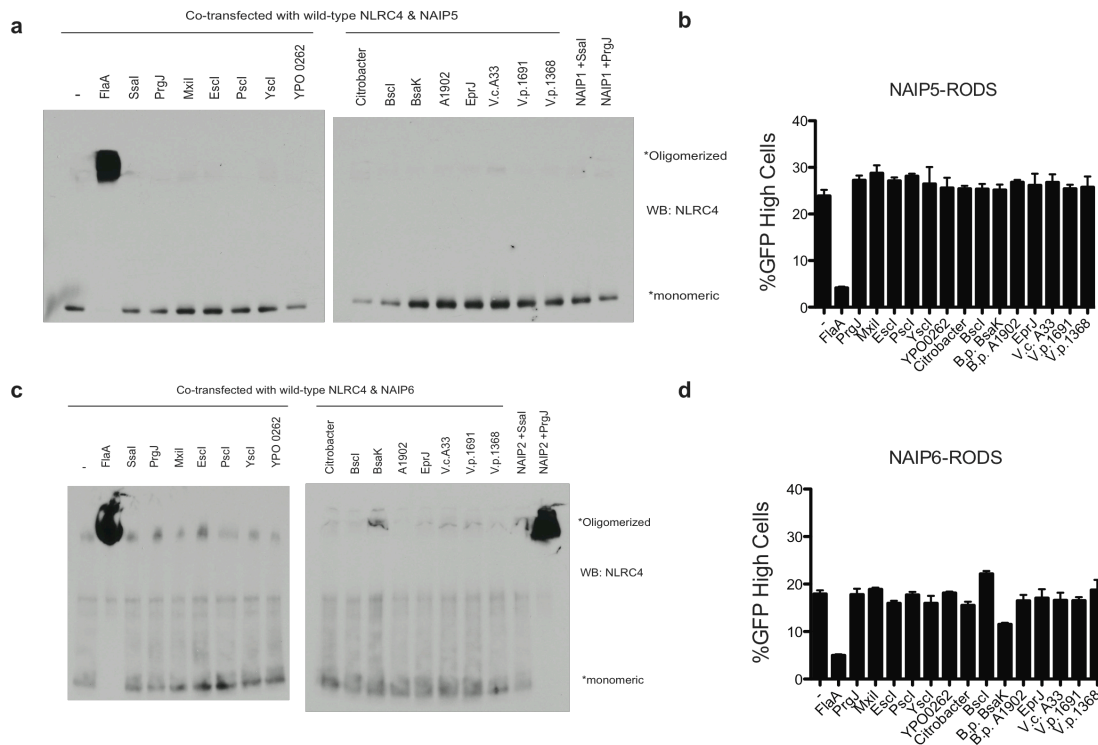 a
Co-transfected with wild-type NLRC4 & NAIP5
-
FlaA
SsaI
PrgJ
MxiI
EscI
PscI
YscI
YPO 0262
Citrobacter
BscI
BsaK
A1902
EprJ
V.c.A33
V.p.1691
V.p.1368
NAIP1 +SsaI
NAIP1 +PrgJ
*Oligomerized
WB: NLRC4
*monomeric
b
NAIP5-RODS
%GFP High Cells
40
30
20
10
0
-
FlaA
PrgJ
MxiI
EscI
PscI
YscI
YPO0262
Citrobacter
BscI
B.p. BsaK
B.p. A1902
EprJ
V.c. A33
V.p.1691
V.p.1368
c
Co-transfected with wild-type NLRC4 & NAIP6
-
FlaA
SsaI
PrgJ
MxiI
EscI
PscI
YscI
YPO 0262
Citrobacter
BscI
BsaK
A1902
EprJ
V.c.A33
V.p.1691
V.p.1368
NAIP2 +SsaI
NAIP2 +PrgJ
*Oligomerized
WB: NLRC4
*monomeric
d
NAIP6-RODS
%GFP High Cells
40
30
20
10
0
-
FlaA
PrgJ
MxiI
EscI
PscI
YscI
YPO0262
Citrobacter
BscI
B.p. BsaK
B.p. A1902
EprJ
V.c. A33
V.p.1691
V.p.1368